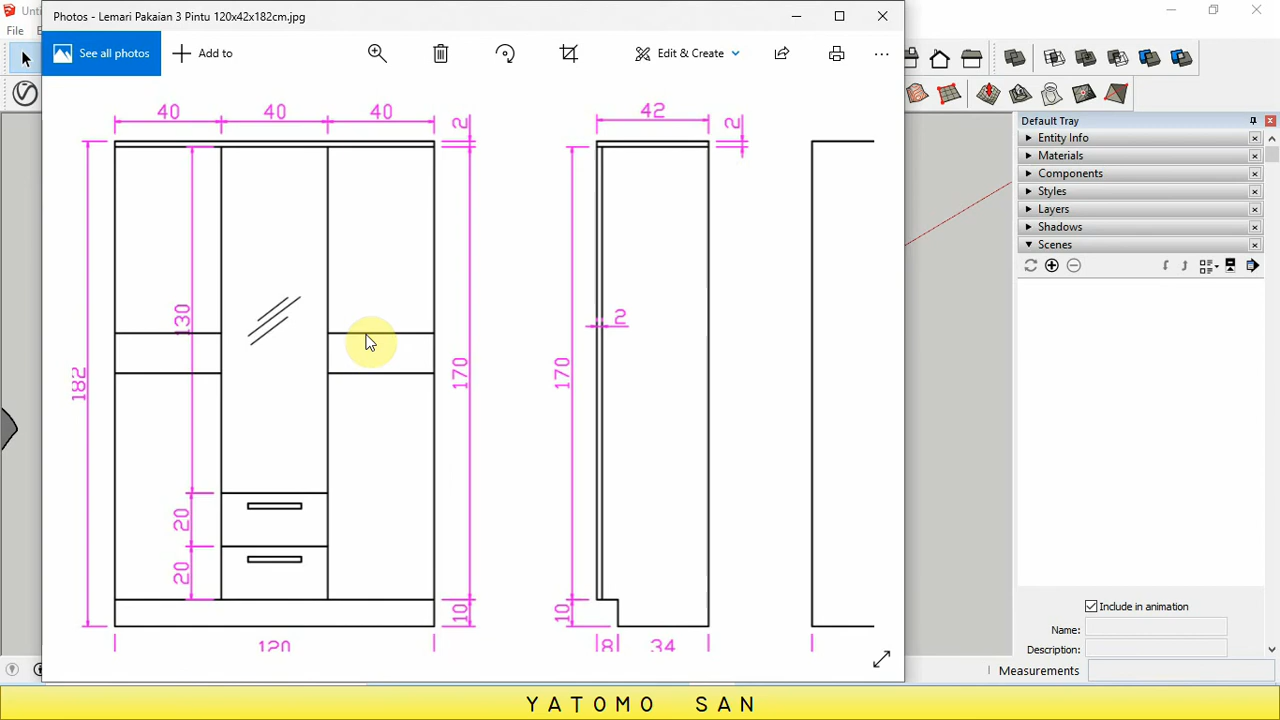 Photos - Lemari Pakaian 3 Pintu 120x42x182cm.jpg
File
See all photos
Add to
Edit & Create
Default Tray
Entity Info
Materials
Components
Styles
Layers
Shadows
Scenes
40 40 40 2
42 2
130
182
170
170
2
20
20
10
10
120
8 34
Include in animation
Name:
Description:
Measurements
YATOMO SAN